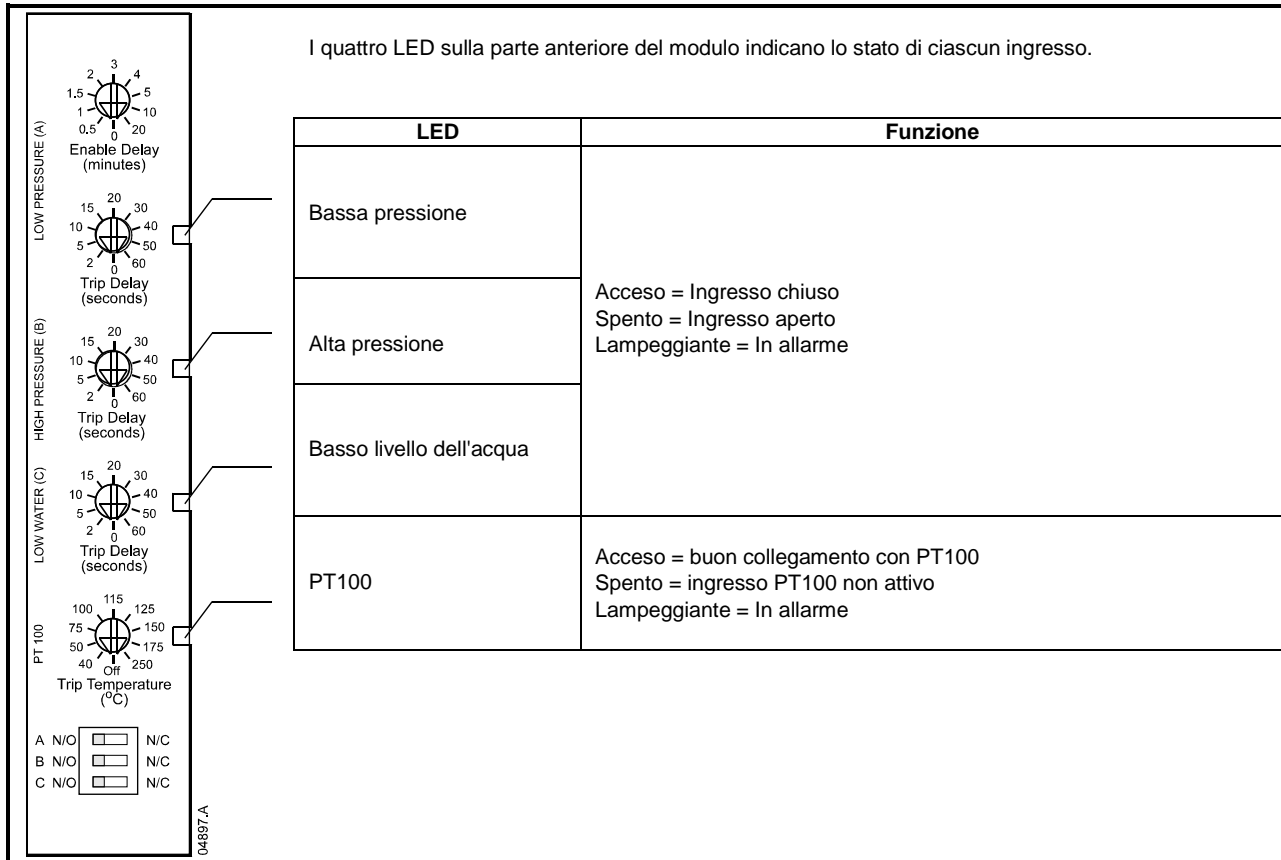 I quattro LED sulla parte anteriore del modulo indicano lo stato di ciascun ingresso.
LOW PRESSURE (A)
0 0.5 1 1.5 2 3 4 5 10 20
Enable Delay
(minutes)
0 2 5 10 15 20 30 40 50 60
Trip Delay
(seconds)
HIGH PRESSURE (B)
0 2 5 10 15 20 30 40 50 60
Trip Delay
(seconds)
LOW WATER (C)
0 2 5 10 15 20 30 40 50 60
Trip Delay
(seconds)
PT 100
Off 40 50 75 100 115 125 150 175 250
Trip Temperature
(°C)
A N/O N/C
B N/O N/C
C N/O N/C
04897.A
LED Funzione
Bassa pressione
Alta pressione
Basso livello dell'acqua
Acceso = Ingresso chiuso
Spento = Ingresso aperto
Lampeggiante = In allarme
PT100
Acceso = buon collegamento con PT100
Spento = ingresso PT100 non attivo
Lampeggiante = In allarme